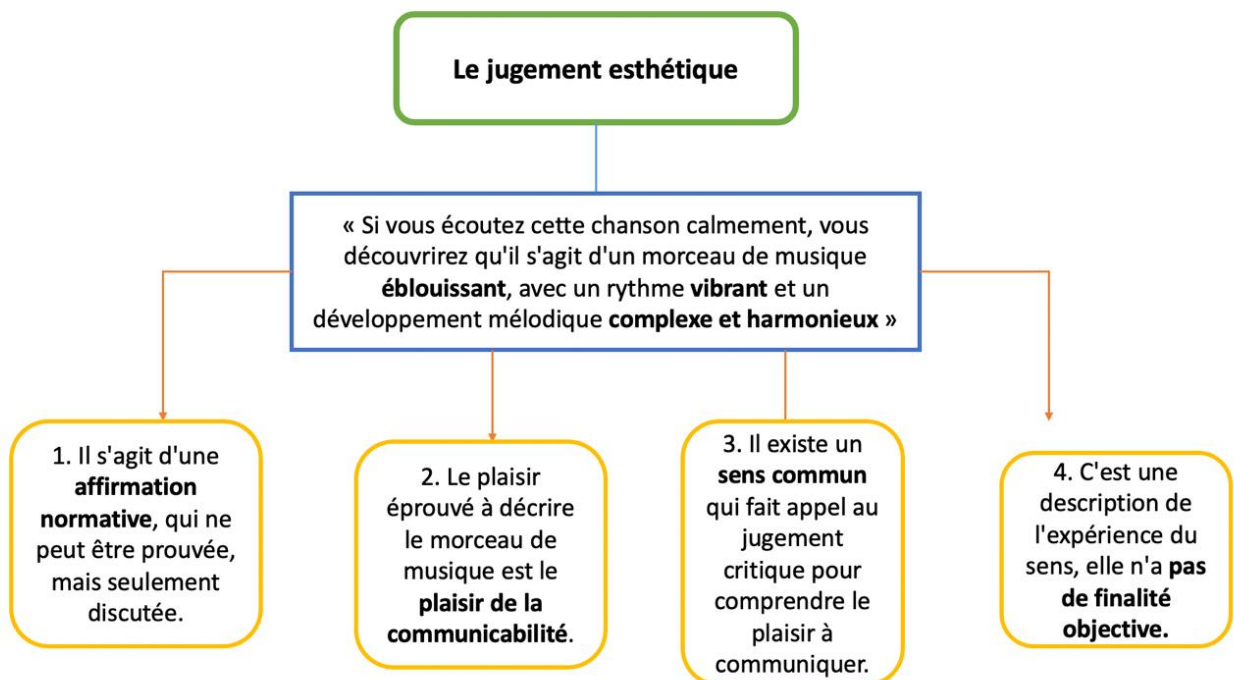 Le jugement esthétique
« Si vous écoutez cette chanson calmement, vous
découvrirez qu'il s'agit d'un morceau de musique
éblouissant, avec un rythme vibrant et un
développement mélodique complexe et harmonieux »
1. Il s'agit d'une
affirmation
normative, qui ne
peut être prouvée,
mais seulement
discutée.
2. Le plaisir
éprouvé à décrire
le morceau de
musique est le
plaisir de la
communicabilité.
3. Il existe un
sens commun
qui fait appel au
jugement
critique pour
comprendre le
plaisir à
communiquer.
4. C'est une
description de
l'expérience du
sens, elle n'a pas
de finalité
objective.